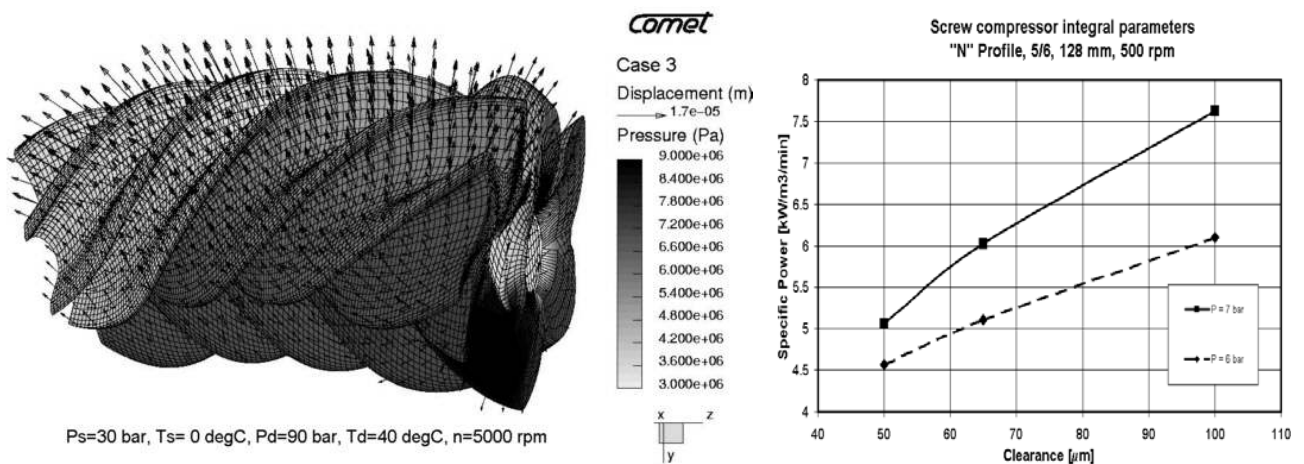 Comet
Case 3
Displacement (m)
1.7e-05
Pressure (Pa)
9.000e+06
8.400e+06
7.800e+06
7.200e+06
6.600e+06
6.000e+06
5.400e+06
4.800e+06
4.200e+06
3.600e+06
3.000e+06
x z
y
Ps=30 bar, Ts= 0 degC, Pd=90 bar, Td=40 degC, n=5000 rpm
Screw compressor integral parameters
"N" Profile, 5/6, 128 mm, 500 rpm
Specific Power [kW/m3/min]
8
7.5
7
6.5
6
5.5
5
4.5
4
P = 7 bar
P = 6 bar
40 50 60 70 80 90 100 110
Clearance [μm]